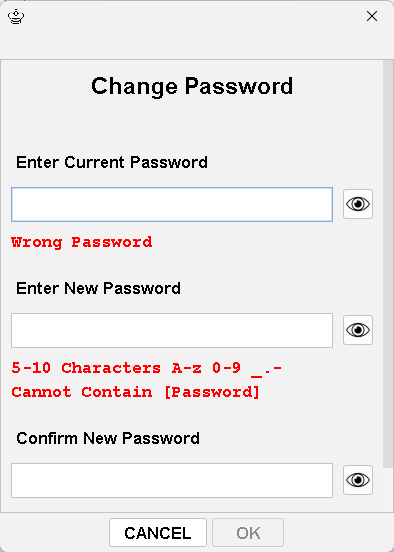 Change Password
Enter Current Password
Wrong Password
Enter New Password
5-10 Characters A-z 0-9 _.-
Cannot Contain [Password]
Confirm New Password
CANCEL
OK